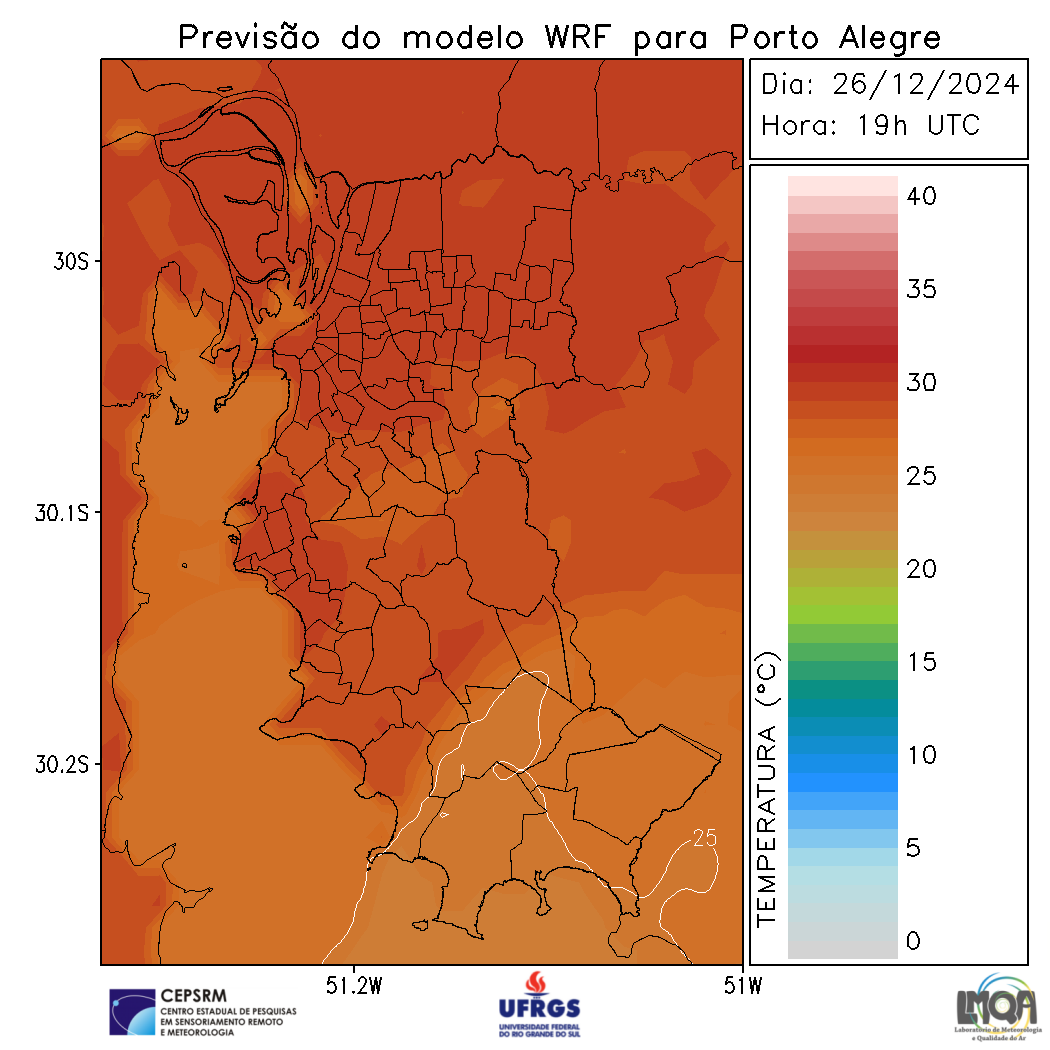 Previsão do modelo WRF para Porto Alegre
Dia: 26/12/2024
Hora: 19h UTC
40
35
30
25
20
15
10
5
0
TEMPERATURA (°C)
30S
30.1S
30.2S
51.2W
51W
25
CEPSRM
CENTRO ESTADUAL DE PESQUISAS
EM SENSORIAMENTO REMOTO
E METEOROLOGIA
UFRGS
UNIVERSIDADE FEDERAL
DO RIO GRANDE DO SUL
LMQA
Laboratório de Meteorologia
e Qualidade do Ar